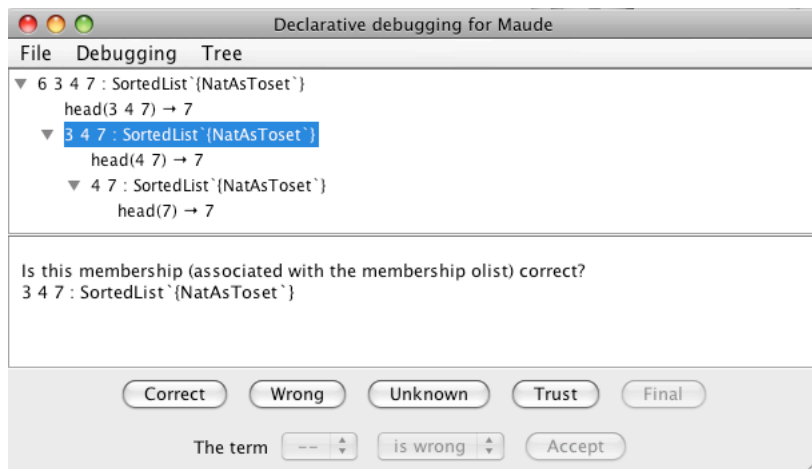 Declarative debugging for Maude
File Debugging Tree
6 3 4 7 : SortedList`{NatAsToset`}
head(3 4 7) → 7
3 4 7 : SortedList`{NatAsToset`}
head(4 7) → 7
4 7 : SortedList`{NatAsToset`}
head(7) → 7
Is this membership (associated with the membership olist) correct?
3 4 7 : SortedList`{NatAsToset`}
Correct Wrong Unknown Trust Final
The term -- is wrong Accept